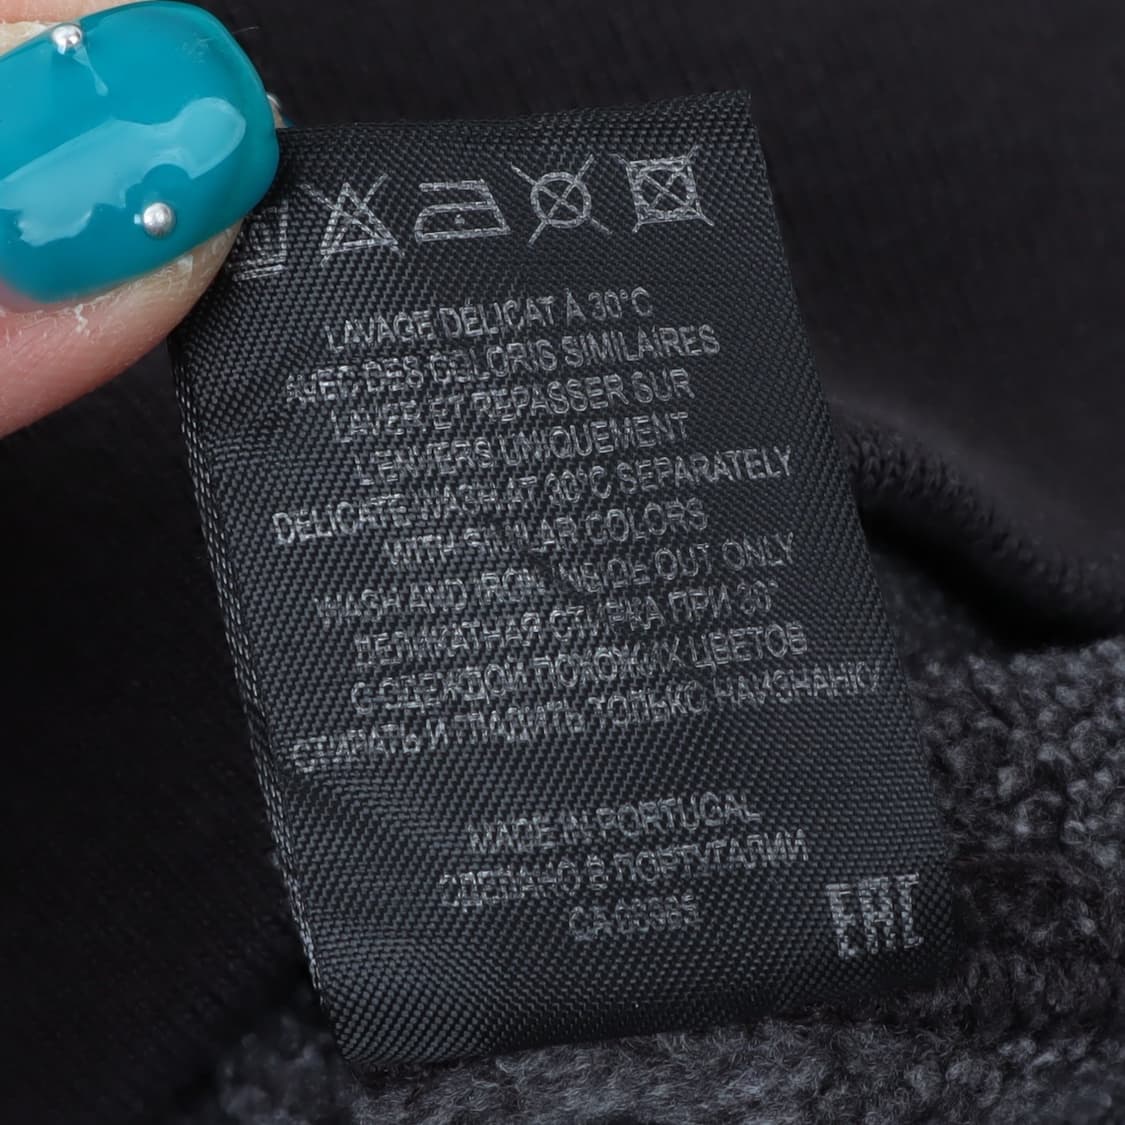 LAVAGE DÉLICAT À 30°C
AVEC DES COLORIS SIMILAIRES
LAVER ET REPASSER SUR
L'ENVERS UNIQUEMENT
DELICATE WASH AT 30°C SEPARATELY
WITH SIMILAR COLORS
WASH AND IRON INSIDE OUT ONLY
ДЕЛИКАТНАЯ СТИРКА ПРИ 30°
С ОДЕЖДОЙ ПОХОЖИХ ЦВЕТОВ
СТИРАТЬ И ГЛАДИТЬ ТОЛЬКО НАИЗНАНКУ
MADE IN PORTUGAL
СДЕЛАНО В ПОРТУГАЛИИ
EAC